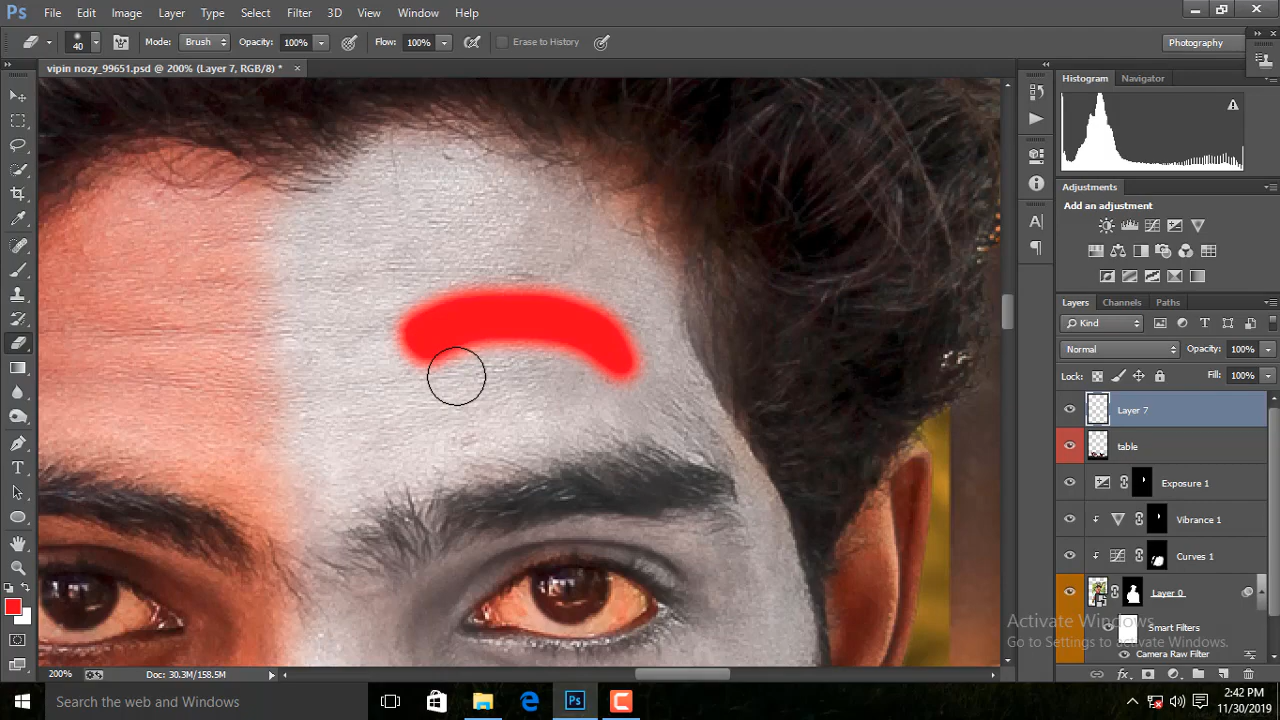 Ps File Edit Image Layer Type Select Filter 3D View Window Help
40 Mode: Brush Opacity: 100% Flow: 100% Erase to History Photography
vipin nozy_99651.psd @ 200% (Layer 7, RGB/8) * ×
Histogram Navigator
Adjustments
Add an adjustment
Layers Channels Paths
Kind
Normal Opacity: 100%
Lock: Fill: 100%
Layer 7
table
Exposure 1
Vibrance 1
Curves 1
Layer 0
Activate Windows
Smart Filters
Go to Settings to activate Windows.
Camera Raw Filter
200% Doc: 30.3M/158.5M
Search the web and Windows
2:42 PM
11/30/2019